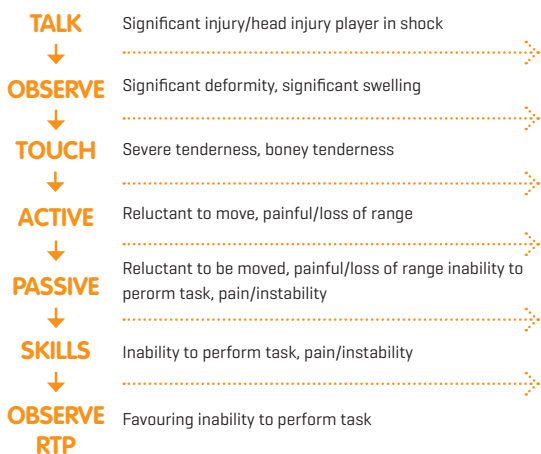 TALK Significant injury/head injury player in shock
OBSERVE Significant deformity, significant swelling
TOUCH Severe tenderness, boney tenderness
ACTIVE Reluctant to move, painful/loss of range
Reluctant to be moved, painful/loss of range inability to
PASSIVE perorm task, pain/instability
SKILLS Inability to perform task, pain/instability
OBSERVE Favouring inability to perform task
RTP